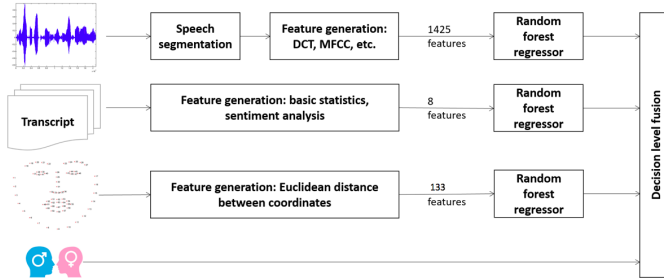 Speech
segmentation
Feature generation:
DCT, MFCC, etc.
1425
features
Random
forest
regressor
Transcript
Feature generation: basic statistics,
sentiment analysis
8
features
Random
forest
regressor
Feature generation: Euclidean distance
between coordinates
133
features
Random
forest
regressor
Decision level fusion